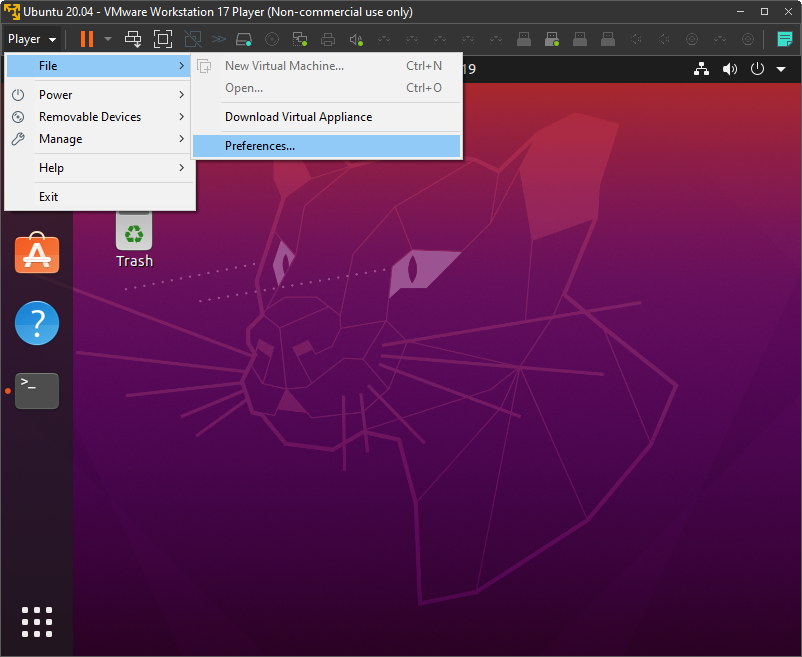 Ubuntu 20.04 - VMware Workstation 17 Player (Non-commercial use only)
Player
File
New Virtual Machine... Ctrl+N
Open... Ctrl+O
19
Power
Removable Devices
Download Virtual Appliance
Manage
Preferences...
Help
Exit
Trash